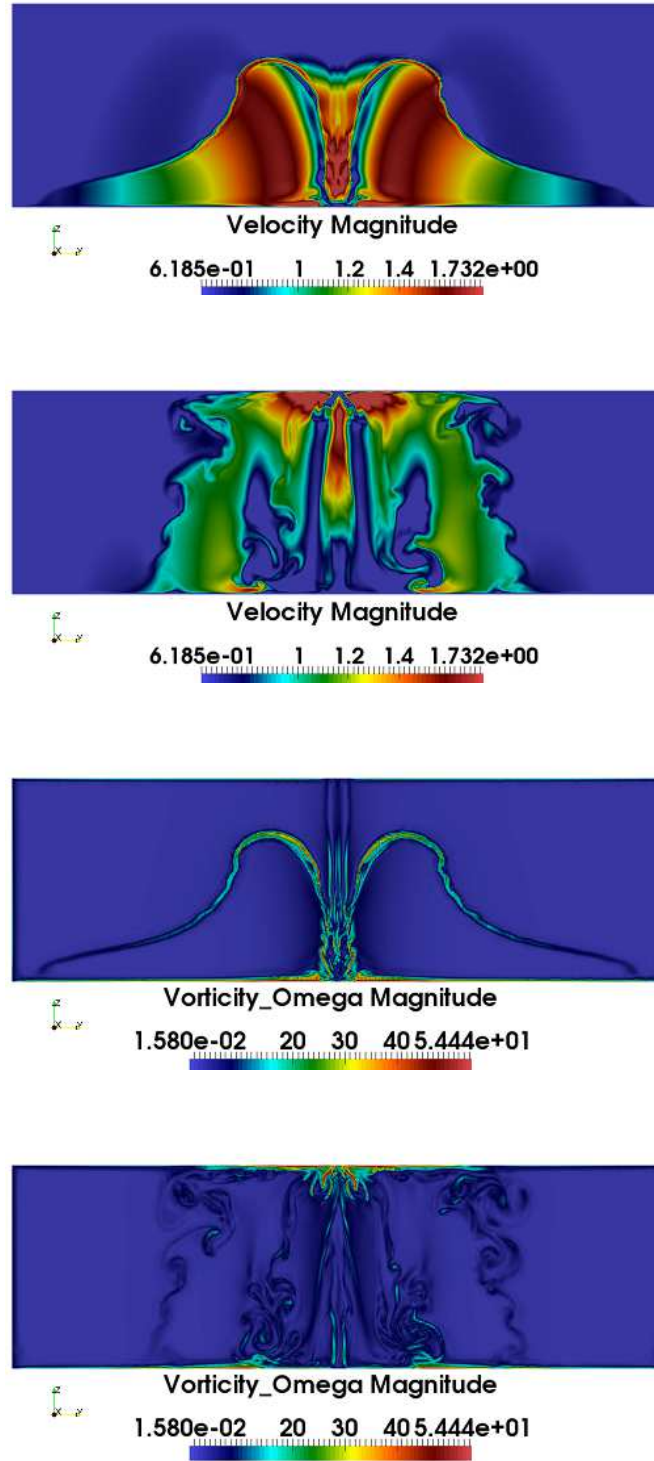 Velocity Magnitude
Z
X Y
6.185e-01 1 1.2 1.4 1.732e+00
Velocity Magnitude
Z
X Y
6.185e-01 1 1.2 1.4 1.732e+00
Vorticity_Omega Magnitude
Z
X Y
1.580e-02 20 30 40 5.444e+01
Vorticity_Omega Magnitude
Z
X Y
1.580e-02 20 30 40 5.444e+01